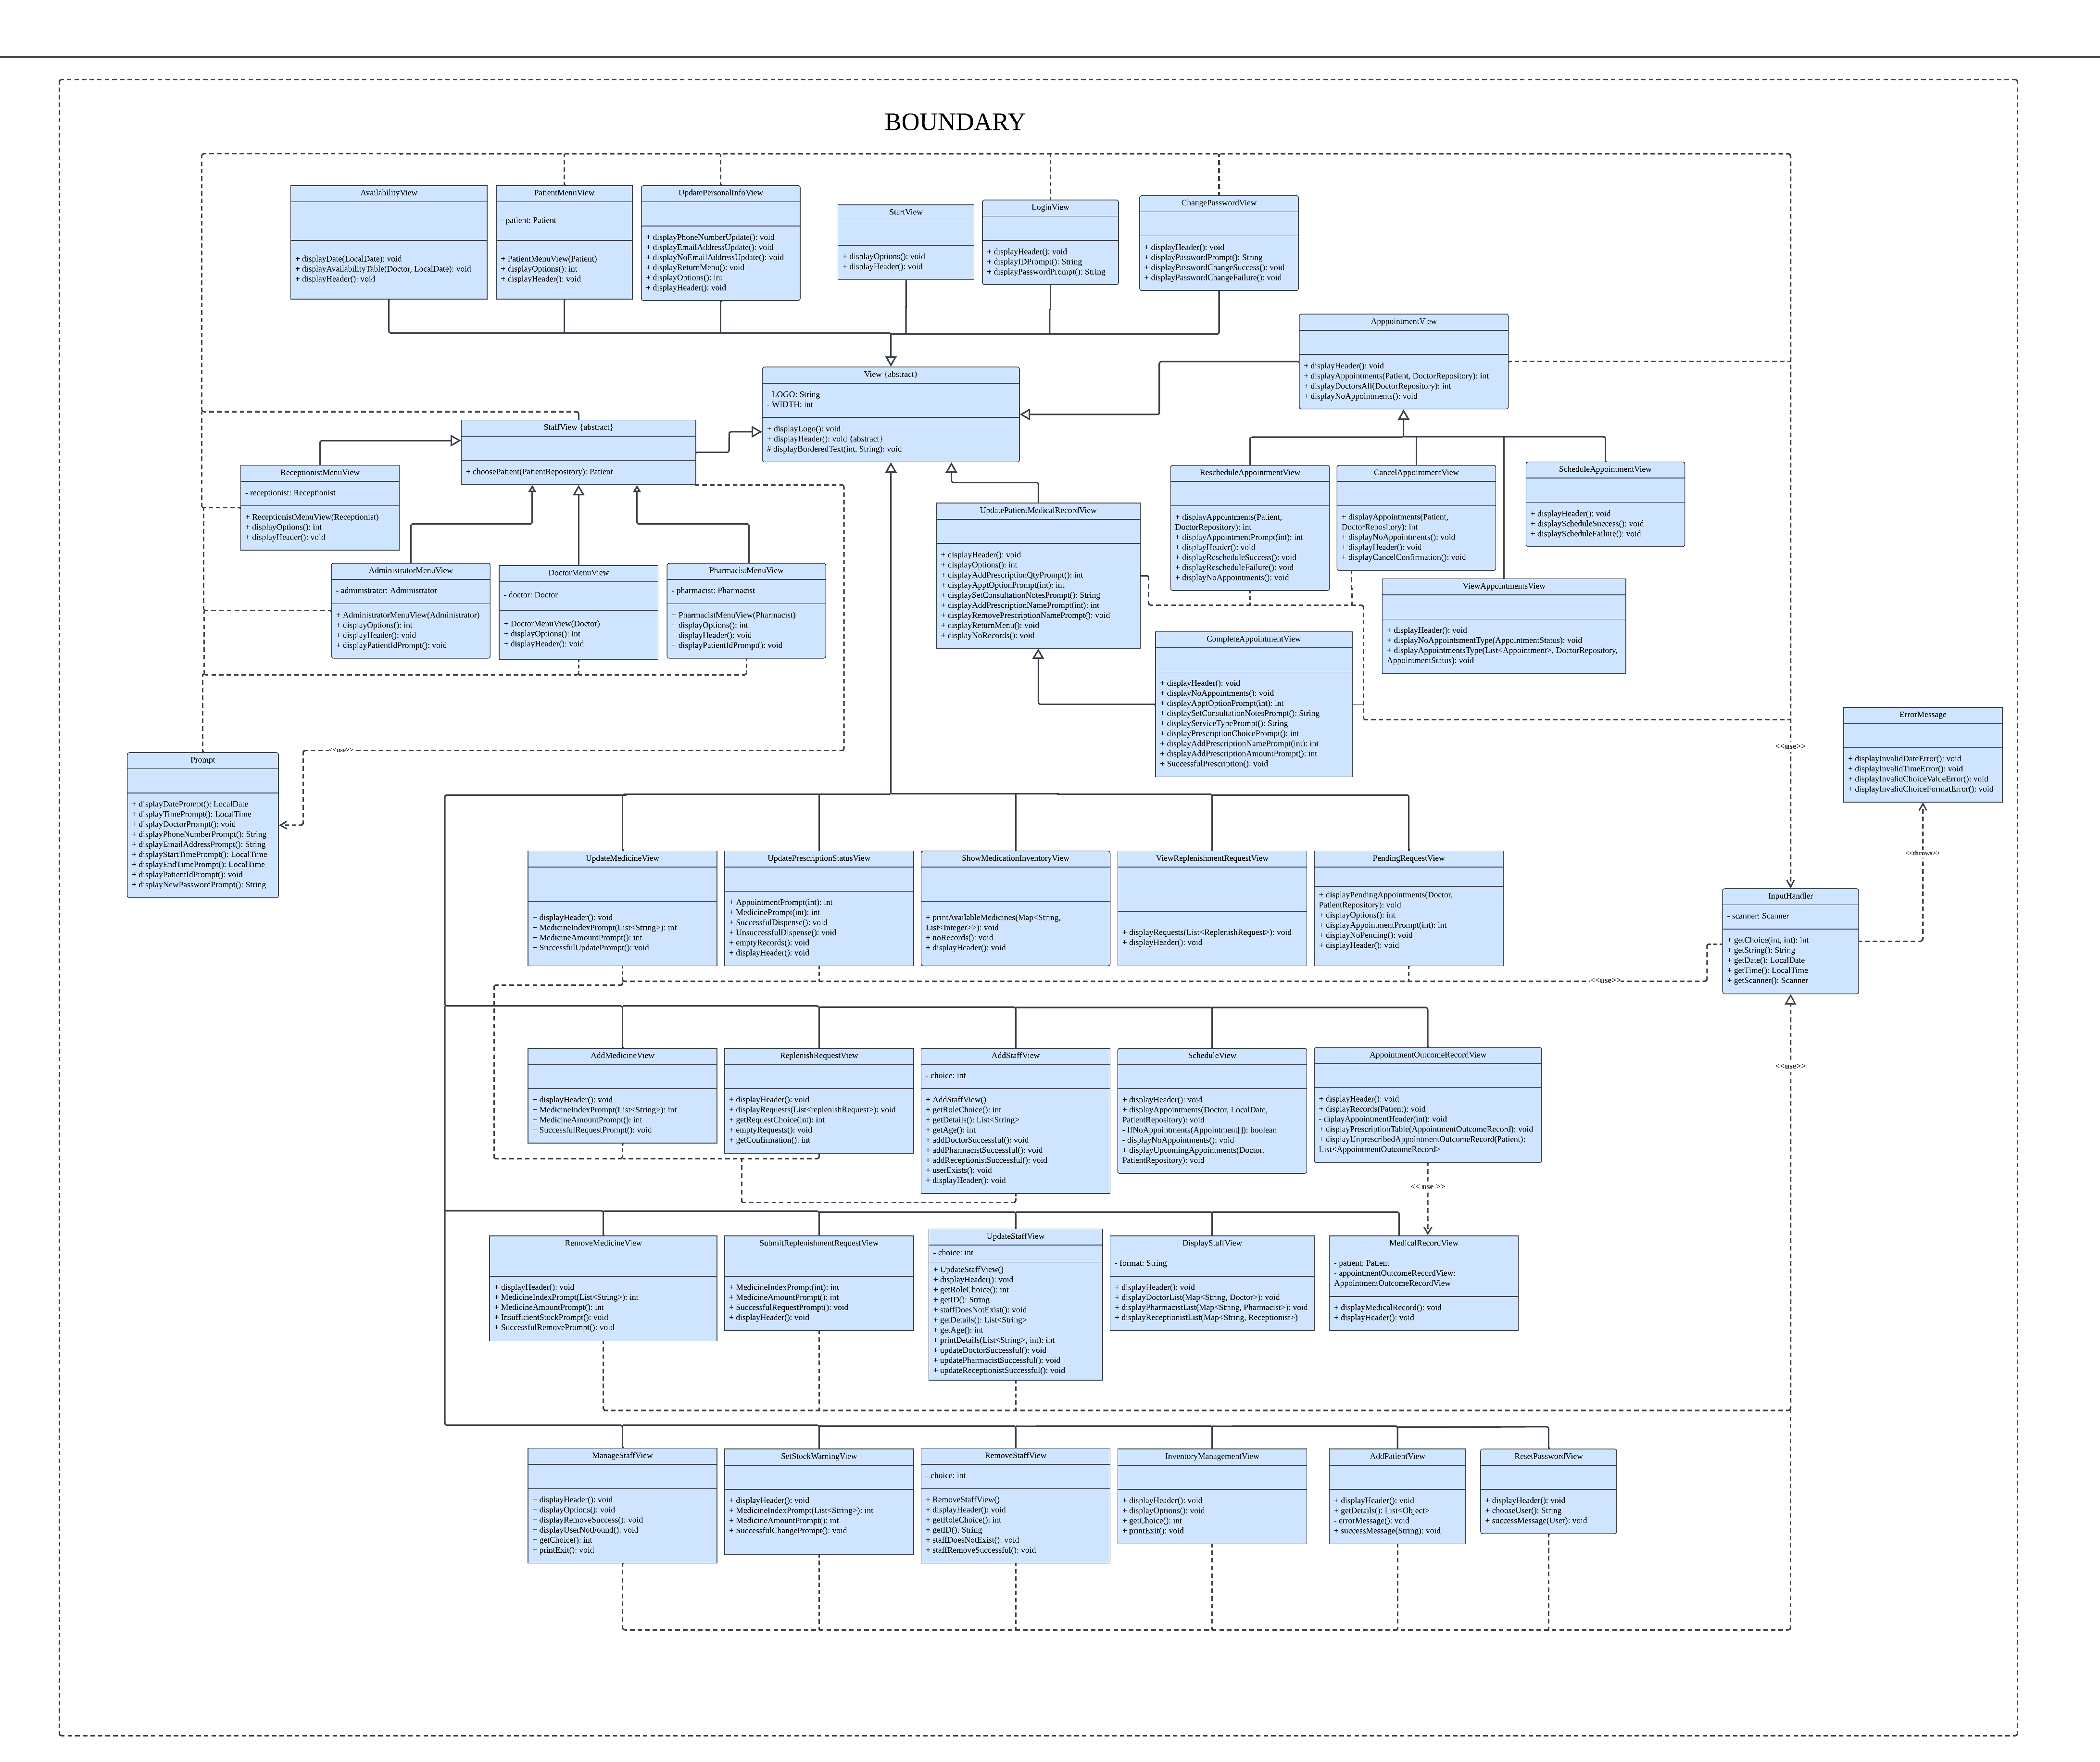 BOUNDARY
AvailabilityView
+ displayDate(LocalDate): void
+ displayAvailabilityTable(Doctor, LocalDate): void
+ displayHeader(): void
PatientMenuView
- patient: Patient
+ PatientMenuView(Patient)
+ displayOptions(): int
+ displayHeader(): void
UpdatePersonalInfoView
+ displayPhoneNumberUpdate(): void
+ displayEmailAddressUpdate(): void
+ displayNoEmailAddressUpdate(): void
+ displayReturnMenu(): void
+ displayOptions(): int
+ displayHeader(): void
StartView
+ displayOptions(): void
+ displayHeader(): void
LoginView
+ displayHeader(): void
+ displayIDPrompt(): String
+ displayPasswordPrompt(): String
ChangePasswordView
+ displayHeader(): void
+ displayPasswordPrompt(): String
+ displayPasswordChangeSuccess(): void
+ displayPasswordChangeFailure(): void
ApppointmentView
+ displayHeader(): void
+ displayAppointments(Patient, DoctorRepository): int
+ displayDoctorsAll(DoctorRepository): int
+ displayNoAppointments(): void
View {abstract}
- LOGO: String
- WIDTH: int
+ displayLogo(): void
+ displayHeader(): void {abstract}
# displayBorderedText(int, String): void
StaffView {abstract}
+ choosePatient(PatientRepository): Patient
ReceptionistMenuView
- receptionist: Receptionist
+ ReceptionistMenuView(Receptionist)
+ displayOptions(): int
+ displayHeader(): void
AdministratorMenuView
- administrator: Administrator
+ AdministratorMenuView(Administrator)
+ displayOptions(): int
+ displayHeader(): void
+ displayPatientIdPrompt(): void
DoctorMenuView
- doctor: Doctor
+ DoctorMenuView(Doctor)
+ displayOptions(): int
+ displayHeader(): void
PharmacistMenuView
- pharmacist: Pharmacist
+ PharmacistMenuView(Pharmacist)
+ displayOptions(): int
+ displayHeader(): void
+ displayPatientIdPrompt(): void
UpdatePatientMedicalRecordView
+ displayHeader(): void
+ displayOptions(): int
+ displayAddPrescriptionQtyPrompt(): int
+ displayApptOptionPrompt(int): int
+ displaySetConsultationNotesPrompt(): String
+ displayAddPrescriptionNamePrompt(int): int
+ displayRemovePrescriptionNamePrompt(): void
+ displayReturnMenu(): void
+ displayNoRecords(): void
RescheduleAppointmentView
+ displayAppointments(Patient,
DoctorRepository): int
+ displayAppointmentPrompt(int): int
+ displayHeader(): void
+ displayRescheduleSuccess(): void
+ displayRescheduleFailure(): void
+ displayNoAppointments(): void
CancelAppointmentView
+ displayAppointments(Patient,
DoctorRepository): int
+ displayNoAppointments(): void
+ displayHeader(): void
+ displayCancelConfirmation(): void
ScheduleAppointmentView
+ displayHeader(): void
+ displayScheduleSuccess(): void
+ displayScheduleFailure(): void
ViewAppointmentsView
+ displayHeader(): void
+ displayNoAppointsmentType(AppointmentStatus): void
+ displayAppointmentsType(List<Appointment>, DoctorRepository,
AppointmentStatus): void
CompleteAppointmentView
+ displayHeader(): void
+ displayNoAppointments(): void
+ displayApptOptionPrompt(int): int
+ displaySetConsultationNotesPrompt(): String
+ displayServiceTypePrompt(): String
+ displayPrescriptionChoicePrompt(): String
+ displayAddPrescriptionNamePrompt(int): int
+ displayAddPrescriptionAmountPrompt(): int
+ SuccessfulPrescription(): void
ErrorMessage
+ displayInvalidDateError(): void
+ displayInvalidTimeError(): void
+ displayInvalidChoiceValueError(): void
+ displayInvalidChoiceFormatError(): void
<<use>>
<<use>>
Prompt
+ displayDatePrompt(): LocalDate
+ displayTimePrompt(): LocalTime
+ displayDoctorPrompt(): void
+ displayPhoneNumberPrompt(): String
+ displayEmailAddressPrompt(): String
+ displayStartTimePrompt(): LocalTime
+ displayEndTimePrompt(): LocalTime
+ displayPatientIdPrompt(): void
+ displayNewPasswordPrompt(): String
<<throws>>
UpdateMedicineView
+ displayHeader(): void
+ MedicineIndexPrompt(List<String>): int
+ MedicineAmountPrompt(): int
+ SuccessfulUpdatePrompt(): void
UpdatePrescriptionStatusView
+ AppointmentPrompt(int): int
+ MedicinePrompt(int): int
+ SuccessfulDispense(): void
+ UnsuccessfulDispense(): void
+ emptyRecords(): void
+ displayHeader(): void
ShowMedicationInventoryView
+ printAvailableMedicines(Map<String,
List<Integer>>): void
+ noRecords(): void
+ displayHeader(): void
ViewReplenishmentRequestView
+ displayRequests(List<ReplenishRequest>): void
+ displayHeader(): void
PendingRequestView
+ displayPendingAppointments(Doctor,
PatientRepository): void
+ displayOptions(): int
+ displayAppointmentPrompt(int): int
+ displayNoPending(): void
+ displayHeader(): void
InputHandler
- scanner: Scanner
+ getChoice(int, int): int
+ getString(): String
+ getDate(): LocalDate
+ getTime(): LocalTime
+ getScanner(): Scanner
<<use>>
<<use>>
AddMedicineView
+ displayHeader(): void
+ MedicineIndexPrompt(List<String>): int
+ MedicineAmountPrompt(): int
+ SuccessfulRequestPrompt(): void
ReplenishRequestView
+ displayHeader(): void
+ displayRequests(List<replenishRequest>): void
+ getRequestChoice(int): int
+ emptyRequests(): void
+ getConfirmation(): int
AddStaffView
- choice: int
+ AddStaffView()
+ getRoleChoice(): int
+ getDetails(): List<String>
+ getAge(): int
+ addDoctorSuccessful(): void
+ addPharmacistSuccessful(): void
+ addReceptionistSuccessful(): void
+ userExists(): void
+ displayHeader(): void
ScheduleView
+ displayHeader(): void
+ displayAppointments(Doctor, LocalDate,
PatientRepository): void
- IfNoAppointments(Appointment[]): boolean
- displayNoAppointments(): void
+ displayUpcomingAppointments(Doctor,
PatientRepository): void
AppointmentOutcomeRecordView
+ displayHeader(): void
+ displayRecords(Patient): void
- diplayAppointmentHeader(int): void
+ displayPrescriptionTable(AppointmentOutcomeRecord): void
+ displayUnprescribedAppointmentOutcomeRecord(Patient):
List<AppointmentOutcomeRecord>
<< use >>
RemoveMedicineView
+ displayHeader(): void
+ MedicineIndexPrompt(List<String>): int
+ MedicineAmountPrompt(): int
+ InsufficientStockPrompt(): void
+ SuccessfulRemovePrompt(): void
SubmitReplenishmentRequestView
+ MedicineIndexPrompt(int): int
+ MedicineAmountPrompt(): int
+ SuccessfulRequestPrompt(): void
+ displayHeader(): void
UpdateStaffView
- choice: int
+ UpdateStaffView()
+ displayHeader(): void
+ getRoleChoice(): int
+ getID(): String
+ staffDoesNotExist(): void
+ getDetails(): List<String>
+ getAge(): int
+ printDetails(List<String>, int): int
+ updateDoctorSuccessful(): void
+ updatePharmacistSuccessful(): void
+ updateReceptionistSuccessful(): void
DisplayStaffView
- format: String
+ displayHeader(): void
+ displayDoctorList(Map<String, Doctor>): void
+ displayPharmacistList(Map<String, Pharmacist>): void
+ displayReceptionistList(Map<String, Receptionist>)
MedicalRecordView
- patient: Patient
- appointmentOutcomeRecordView:
AppointmentOutcomeRecordView
+ displayMedicalRecord(): void
+ displayHeader(): void
ManageStaffView
+ displayHeader(): void
+ displayOptions(): void
+ displayRemoveSuccess(): void
+ displayUserNotFound(): void
+ getChoice(): int
+ printExit(): void
SetStockWarningView
+ displayHeader(): void
+ MedicineIndexPrompt(List<String>): int
+ MedicineAmountPrompt(): int
+ SuccessfulChangePrompt(): void
RemoveStaffView
- choice: int
+ RemoveStaffView()
+ displayHeader(): void
+ getRoleChoice(): int
+ getID(): String
+ staffDoesNotExist(): void
+ staffRemoveSuccessful(): void
InventoryManagementView
+ displayHeader(): void
+ displayOptions(): void
+ getChoice(): int
+ printExit(): void
AddPatientView
+ displayHeader(): void
+ getDetails(): List<Object>
- errorMessage(): void
+ successMessage(String): void
ResetPasswordView
+ displayHeader(): void
+ chooseUser(): String
+ successMessage(User): void